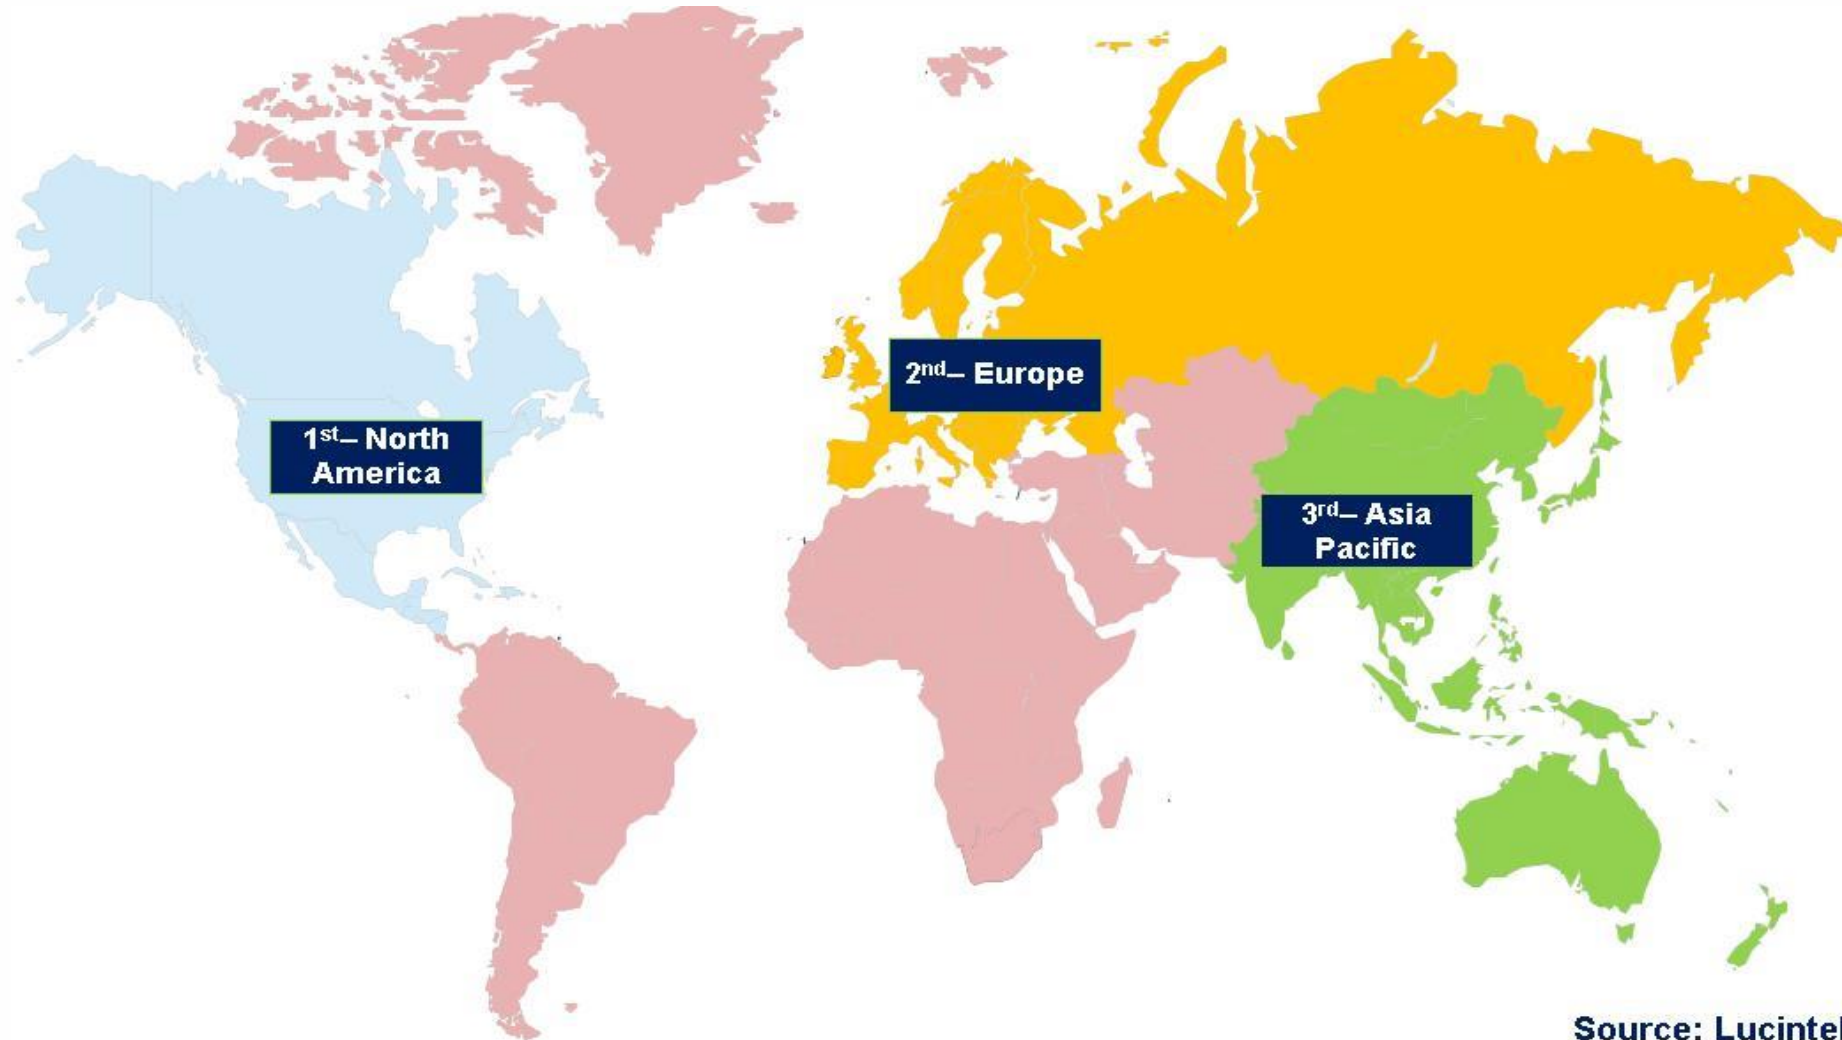 2nd– Europe
1st– North
America
3rd– Asia
Pacific
Source: Lucintel